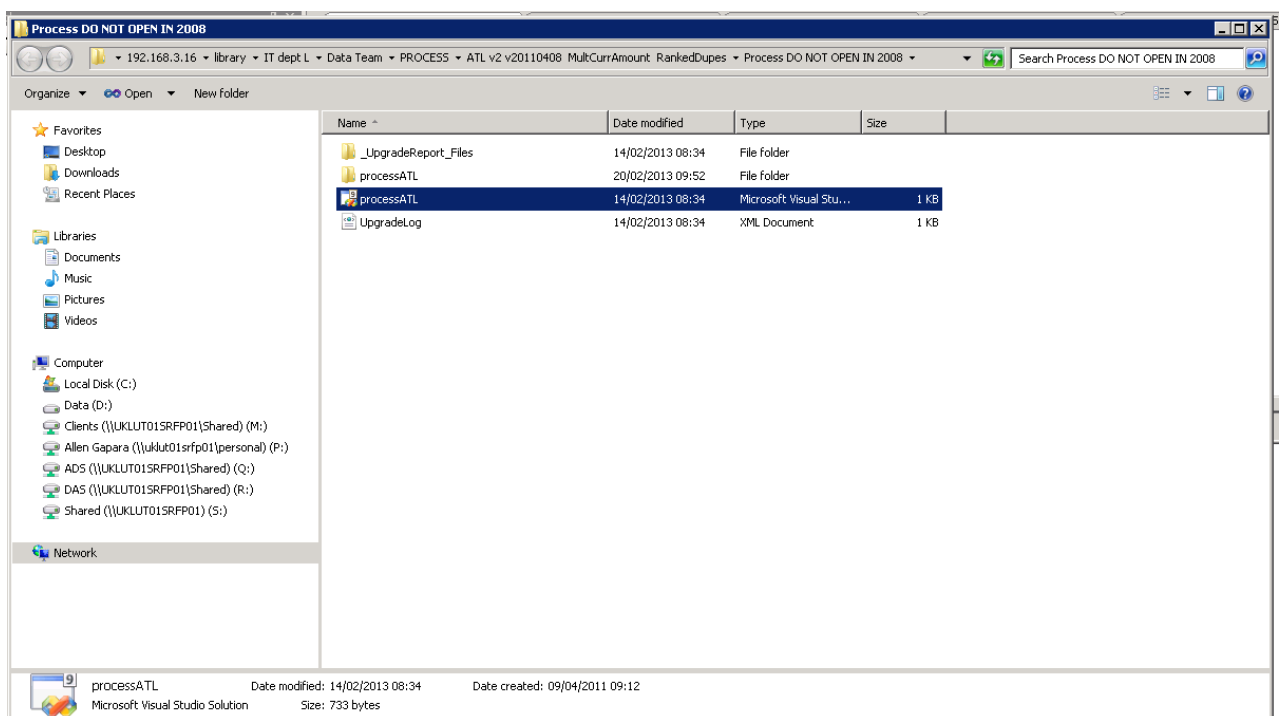 Process DO NOT OPEN IN 2008
192.168.3.16 library IT dept L Data Team PROCESS ATL v2 v20110408 MultCurrAmount RankedDupes Process DO NOT OPEN IN 2008 Search Process DO NOT OPEN IN 2008
Organize Open New folder
Name Date modified Type Size
Favorites
Desktop
Downloads
Recent Places
Libraries
Documents
Music
Pictures
Videos
Computer
Local Disk (C:)
Data (D:)
Clients (\\UKLUT01SRFP01\Shared) (M:)
Allen Gapara (\\uklut01srfp01\personal) (P:)
ADS (\\UKLUT01SRFP01\Shared) (Q:)
DAS (\\UKLUT01SRFP01\Shared) (R:)
Shared (\\UKLUT01SRFP01) (S:)
Network
_UpgradeReport_Files 14/02/2013 08:34 File folder
processATL 20/02/2013 09:52 File folder
processATL 14/02/2013 08:34 Microsoft Visual Stu... 1 KB
UpgradeLog 14/02/2013 08:34 XML Document 1 KB
9
processATL Date modified: 14/02/2013 08:34 Date created: 09/04/2011 09:12
Microsoft Visual Studio Solution Size: 733 bytes